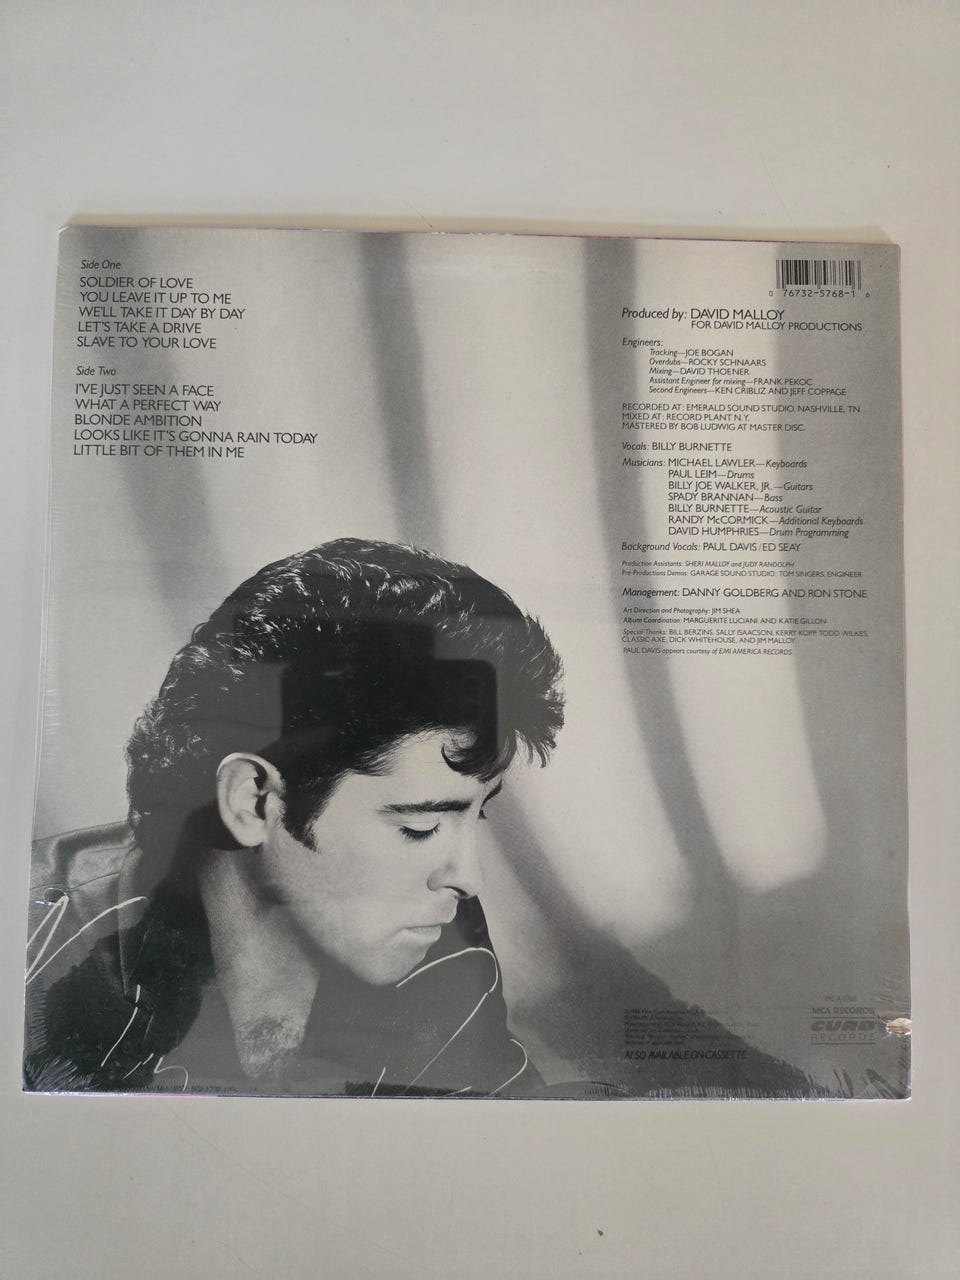 Side One
SOLDIER OF LOVE
YOU LEAVE IT UP TO ME
WE'LL TAKE IT DAY BY DAY
LET'S TAKE A DRIVE
SLAVE TO YOUR LOVE
Side Two
I'VE JUST SEEN A FACE
WHAT A PERFECT WAY
BLONDE AMBITION
LOOKS LIKE IT'S GONNA RAIN TODAY
LITTLE BIT OF THEM IN ME
0 76732-5768-1 6
Produced by: DAVID MALLOY
FOR DAVID MALLOY PRODUCTIONS
Engineers:
Tracking—JOE BOGAN
Overdubs—ROCKY SCHNAARS
Mixing—DAVID THOENER
Assistant Engineer for mixing—FRANK PEKOC
Second Engineers—KEN CRIBLIZ AND JEFF COPPAGE
RECORDED AT: EMERALD SOUND STUDIO, NASHVILLE, TN
MIXED AT: RECORD PLANT N.Y.
MASTERED BY BOB LUDWIG AT MASTER DISC.
Vocals: BILLY BURNETTE
Musicians: MICHAEL LAWLER—Keyboards
PAUL LEIM—Drums
BILLY JOE WALKER, JR.—Guitars
SPADY BRANNAN—Bass
BILLY BURNETTE—Acoustic Guitar
RANDY McCORMICK—Additional Keyboards
DAVID HUMPHRIES—Drum Programming
Background Vocals: PAUL DAVIS/ED SEAY
Production Assistants: SHERI MALLOY and JUDY RANDOLPH
Pre-Productions Demos: GARAGE SOUND STUDIO: TOM SINGERS, ENGINEER
Management: DANNY GOLDBERG AND RON STONE
Art Direction and Photography: JIM SHEA
Album Coordination: MARGUERITE LUCIANI AND KATIE GILLON
Special Thanks: BILL BERZINS, SALLY ISAACSON, KERRY KOPP, TODD WILKES,
CLASSIC AXE, DICK WHITEHOUSE, AND JIM MALLOY
PAUL DAVIS appears courtesy of EMI AMERICA RECORDS
ALSO AVAILABLE ON CASSETTE
MCA-5768
MCA RECORDS
CURB
RECORDS